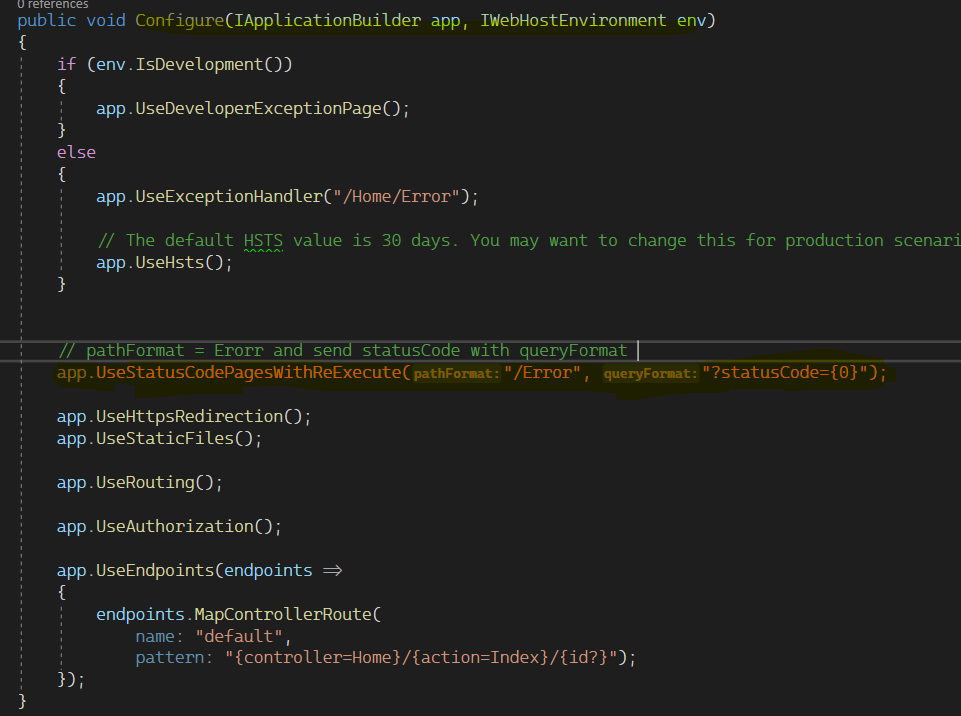 0 references
public void Configure(IApplicationBuilder app, IWebHostEnvironment env)
{
if (env.IsDevelopment())
{
app.UseDeveloperExceptionPage();
}
else
{
app.UseExceptionHandler("/Home/Error");
// The default HSTS value is 30 days. You may want to change this for production scenari
app.UseHsts();
}
// pathFormat = Erorr and send statusCode with queryFormat
app.UseStatusCodePagesWithReExecute(pathFormat:"/Error", queryFormat:"?statusCode={0}");
app.UseHttpsRedirection();
app.UseStaticFiles();
app.UseRouting();
app.UseAuthorization();
app.UseEndpoints(endpoints =>
{
endpoints.MapControllerRoute(
name: "default",
pattern: "{controller=Home}/{action=Index}/{id?}");
});
}